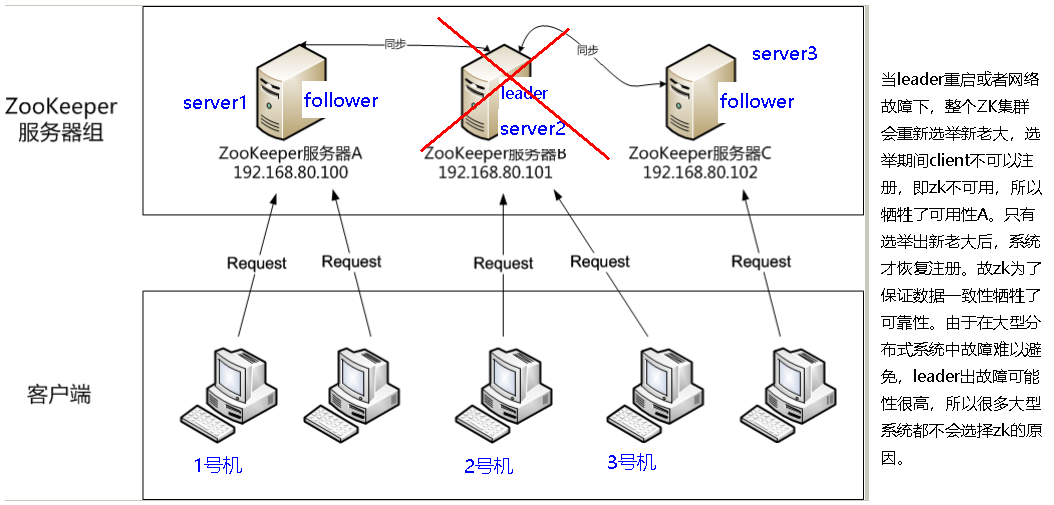 ZooKeeper
服务器组
同步
同步
server1
follower
leader
server2
server3
follower
ZooKeeper服务器A
192.168.80.100
ZooKeeper服务器B
192.168.80.101
ZooKeeper服务器C
192.168.80.102
Request
Request
Request
Request
Request
客户端
1号机
2号机
3号机
当leader重启或者网络
故障下，整个ZK集群
会重新选举新老大，选
举期间client不可以注
册，即zk不可用，所以
牺牲了可用性A。只有
选举出新老大后，系统
才恢复注册。故zk为了
保证数据一致性牺牲了
可靠性。由于在大型分
布式系统中故障难以避
免，leader出故障可能
性很高，所以很多大型
系统都不会选择zk的原
因。